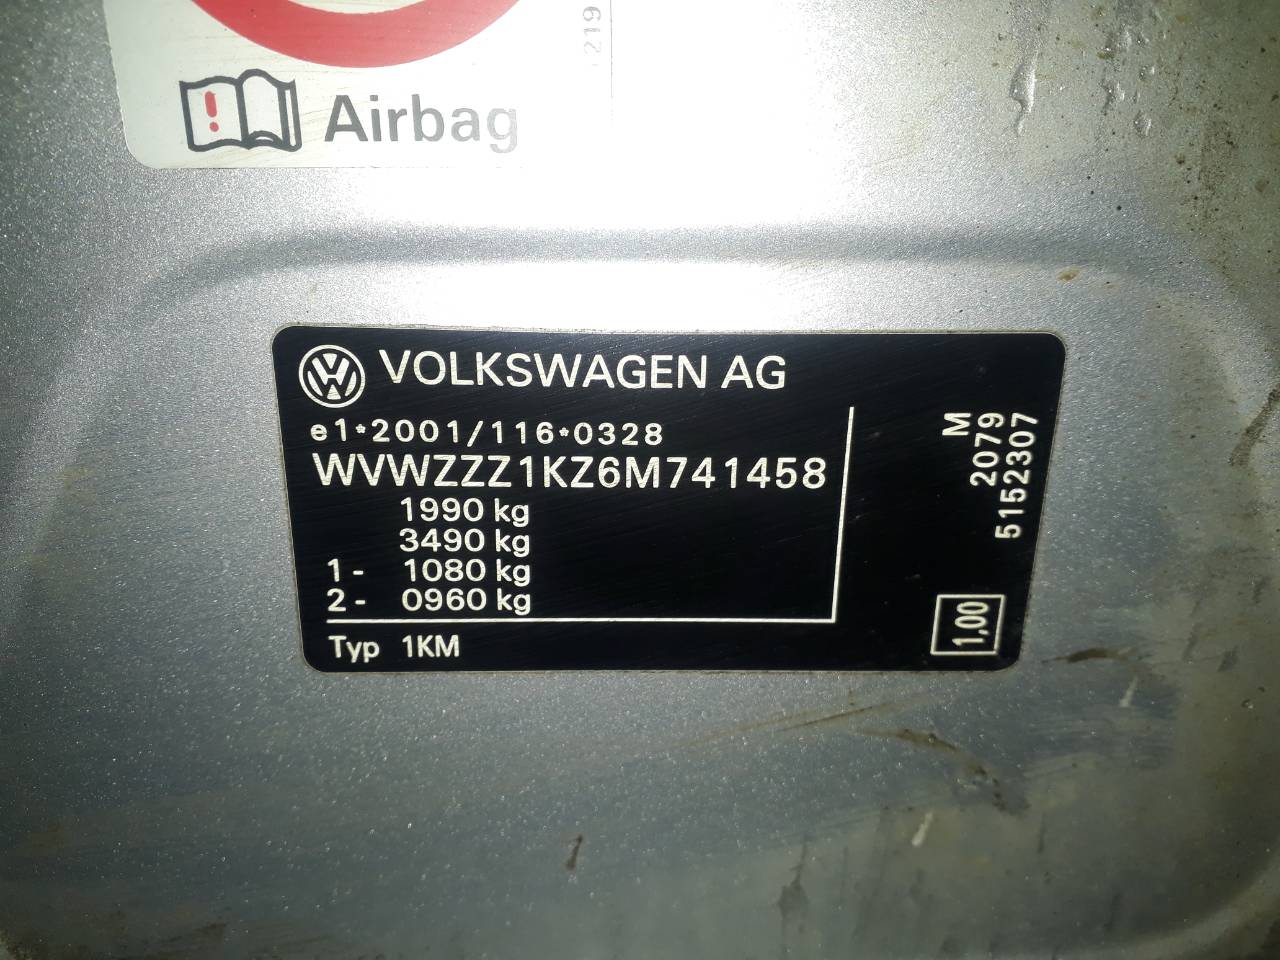 219
! Airbag
VOLKSWAGEN AG
e1*2001/116*0328
WVWZZZ1KZ6M741458
1990 kg
3490 kg
1 - 1080 kg
2 - 0960 kg
Typ 1KM
M
2079
5152307
1,00